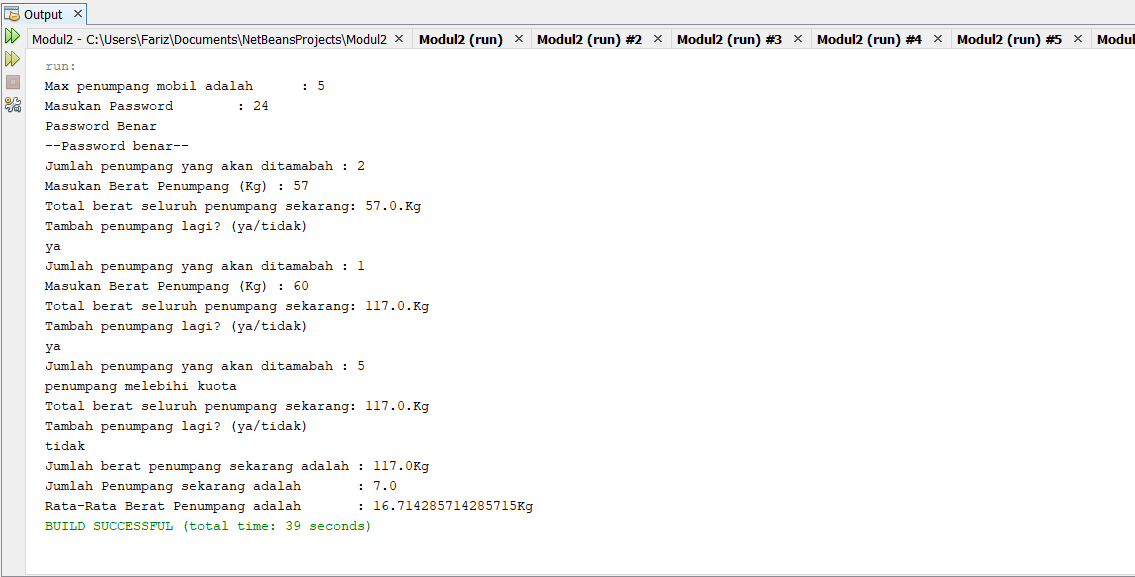 Output
Modul2 - C:\Users\Fariz\Documents\NetBeansProjects\Modul2 Modul2 (run) Modul2 (run) #2 Modul2 (run) #3 Modul2 (run) #4 Modul2 (run) #5 Modul
run:
Max penumpang mobil adalah : 5
Masukan Password : 24
Password Benar
--Password benar--
Jumlah penumpang yang akan ditamabah : 2
Masukan Berat Penumpang (Kg) : 57
Total berat seluruh penumpang sekarang: 57.0.Kg
Tambah penumpang lagi? (ya/tidak)
ya
Jumlah penumpang yang akan ditamabah : 1
Masukan Berat Penumpang (Kg) : 60
Total berat seluruh penumpang sekarang: 117.0.Kg
Tambah penumpang lagi? (ya/tidak)
ya
Jumlah penumpang yang akan ditamabah : 5
penumpang melebihi kuota
Total berat seluruh penumpang sekarang: 117.0.Kg
Tambah penumpang lagi? (ya/tidak)
tidak
Jumlah berat penumpang sekarang adalah : 117.0Kg
Jumlah Penumpang sekarang adalah : 7.0
Rata-Rata Berat Penumpang adalah : 16.714285714285715Kg
BUILD SUCCESSFUL (total time: 39 seconds)